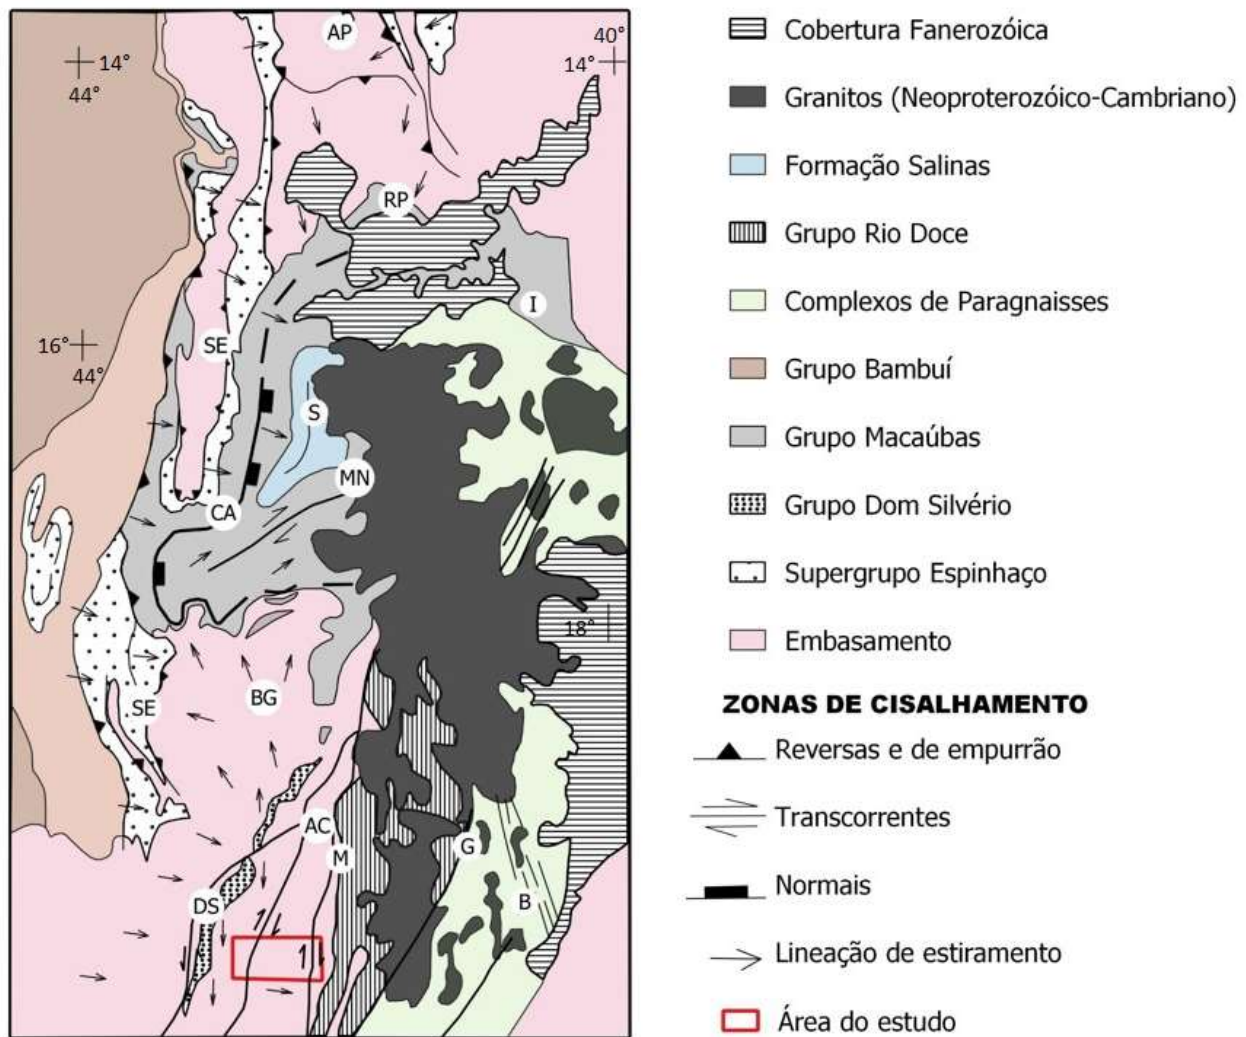 AP
14°
44°
40°
14°
RP
I
16°
44°
SE
S
MN
CA
18°
BG
SE
AC
M
G
DS
B
Cobertura Fanerozóica
Granitos (Neoproterozóico-Cambriano)
Formação Salinas
Grupo Rio Doce
Complexos de Paragnaisses
Grupo Bambuí
Grupo Macaúbas
Grupo Dom Silvério
Supergrupo Espinhaço
Embasamento
ZONAS DE CISALHAMENTO
Reversas e de empurrão
Transcorrentes
Normais
Lineação de estiramento
Área do estudo